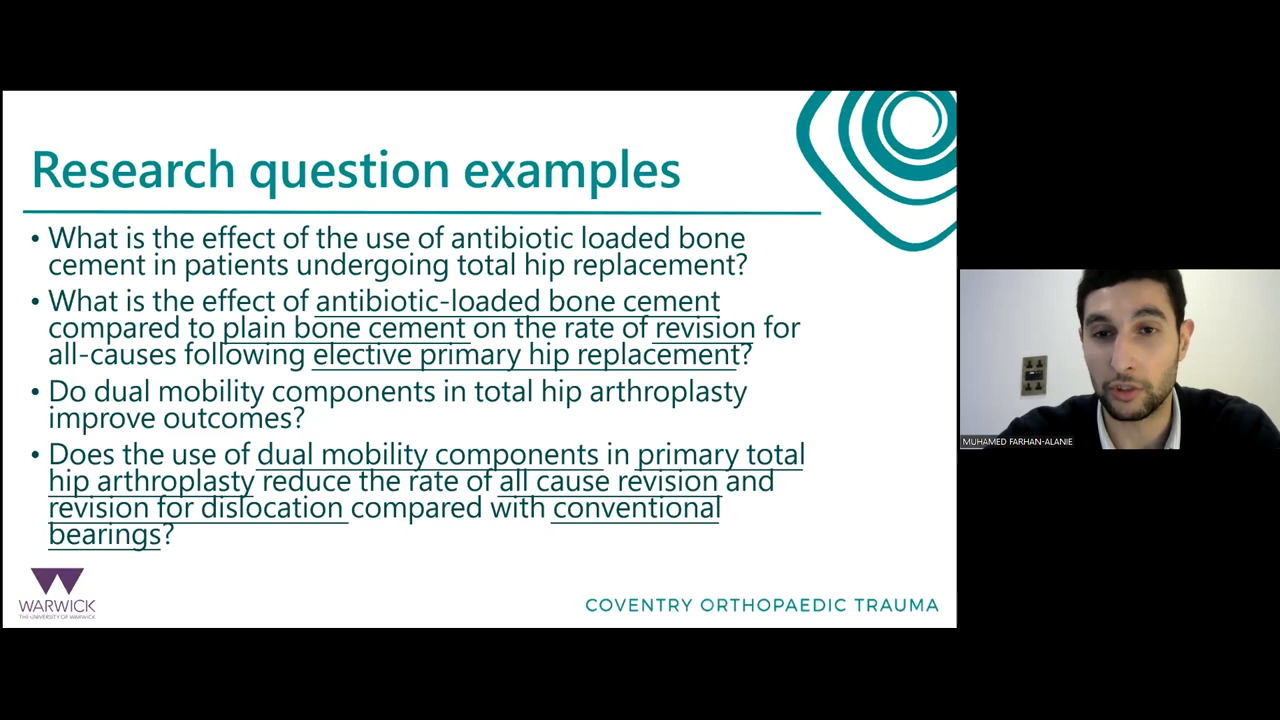 Research question examples
• What is the effect of the use of antibiotic loaded bone
cement in patients undergoing total hip replacement?
• What is the effect of antibiotic-loaded bone cement
compared to plain bone cement on the rate of revision for
all-causes following elective primary hip replacement?
• Do dual mobility components in total hip arthroplasty
improve outcomes?
• Does the use of dual mobility components in primary total
hip arthroplasty reduce the rate of all cause revision and
revision for dislocation compared with conventional
bearings?
WARWICK
THE UNIVERSITY OF WARWICK
COVENTRY ORTHOPAEDIC TRAUMA
MUHAMED FARHAN-ALANIE